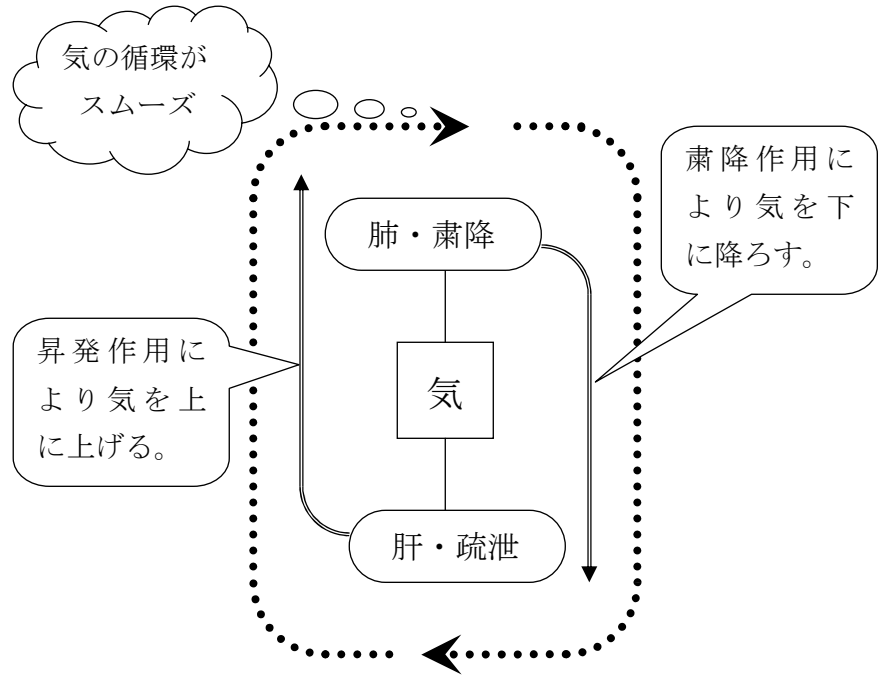 気の循環が
スムーズ
肺・粛降
粛降作用に
より気を下
に降ろす。
昇発作用に
より気を上
に上げる。
気
肝・疏泄